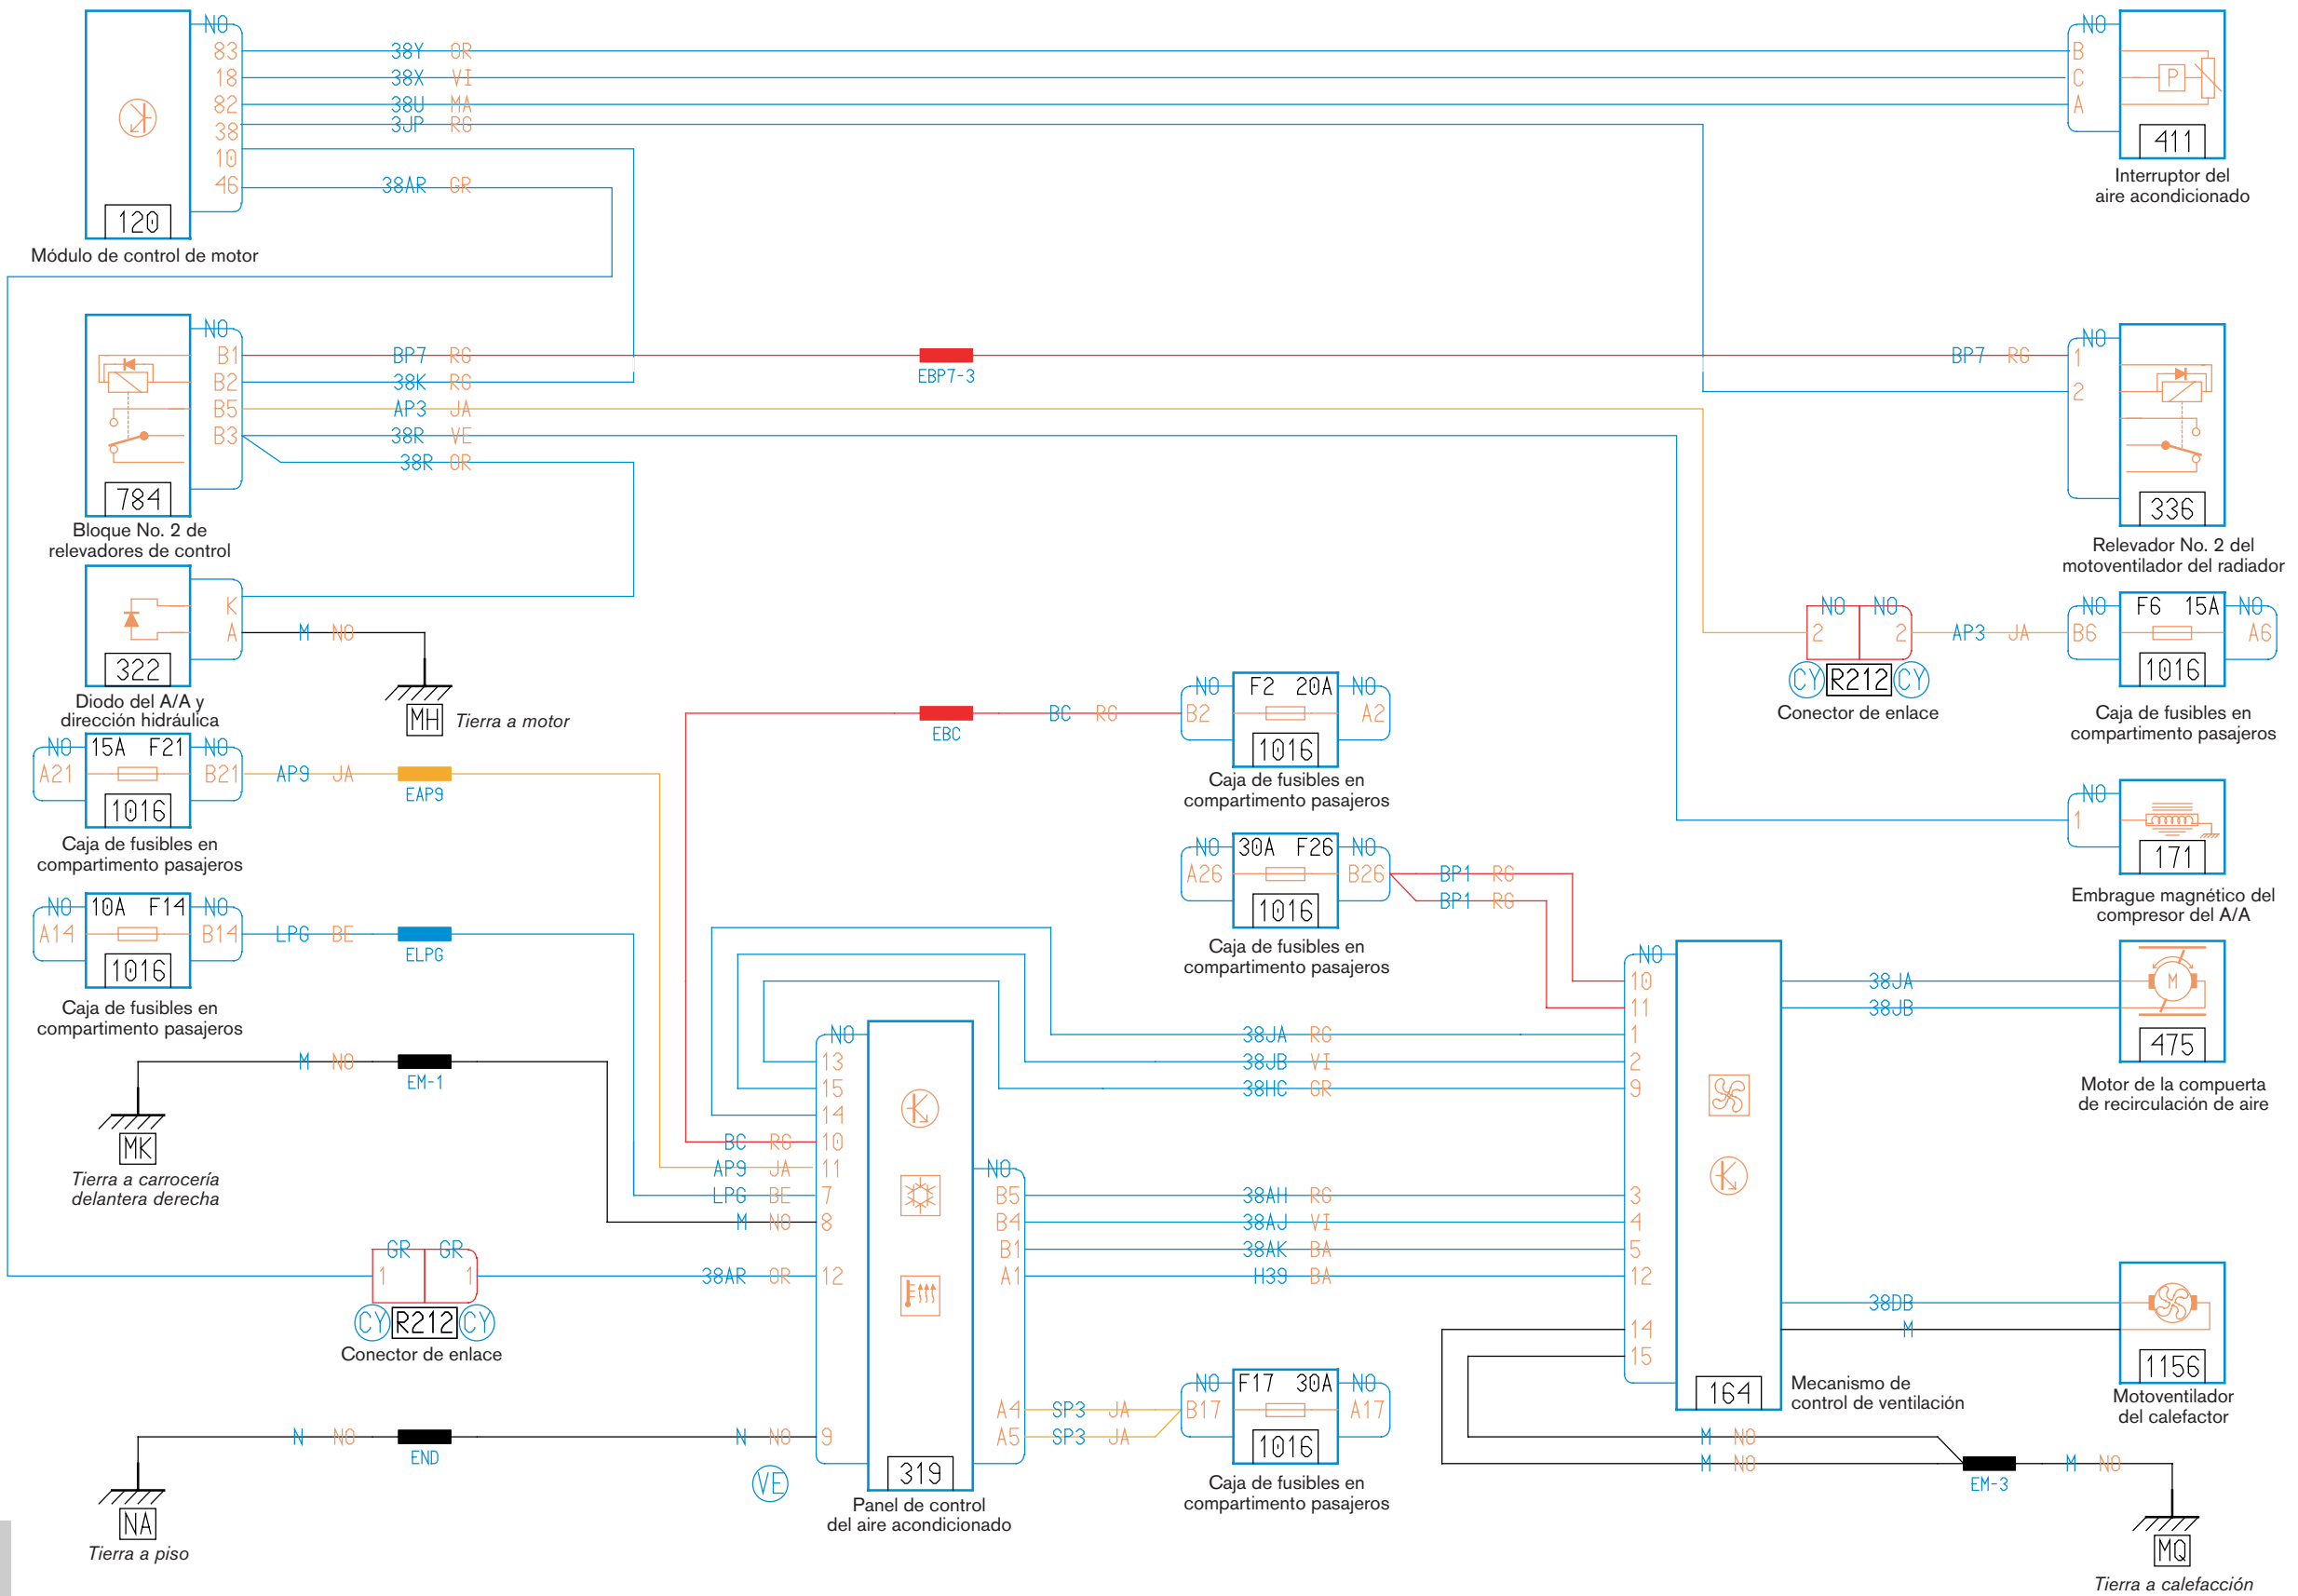 NO
83 38Y OR
18 38X VI
82 38U MA
38 3JP RG
10
46 38AR GR
120
Módulo de control de motor
NO
B
C
A
P
411
Interruptor del
aire acondicionado
NO
B1 BP7 RG
EBP7-3
B2 38K RG
B5 AP3 JA
B3 38R VE
38R OR
784
Bloque No. 2 de
relevadores de control
BP7 RG
NO
1
2
336
Relevador No. 2 del
motoventilador del radiador
K
A M NO
322
Diodo del A/A y
dirección hidráulica
MH Tierra a motor
NO NO
2 2
CY R212 CY
Conector de enlace
AP3 JA
NO F6 15A NO
B6 A6
1016
Caja de fusibles en
compartimento pasajeros
NO F2 20A NO
EBC BC RG B2 A2
1016
Caja de fusibles en
compartimento pasajeros
NO 15A F21 NO
A21 B21 AP9 JA
EAP9
1016
Caja de fusibles en
compartimento pasajeros
NO
1
171
Embrague magnético del
compresor del A/A
NO 30A F26 NO
A26 B26 BP1 RG
BP1 RG
1016
Caja de fusibles en
compartimento pasajeros
NO 10A F14 NO
A14 B14 LPG BE
ELPG
1016
Caja de fusibles en
compartimento pasajeros
NO
10
11
1
2
9
3
4
5
12
14
15
164
Mecanismo de
control de ventilación
38JA
38JB
M
475
Motor de la compuerta
de recirculación de aire
38JA RG
38JB VI
38HC GR
M NO
EM-1
MK
Tierra a carrocería
delantera derecha
NO
13
15
14
BC RG 10
AP9 JA 11
LPG BE 7
M NO 8
38AR OR 12
N NO 9
VE
319
Panel de control
del aire acondicionado
NO
B5 38AH RG
B4 38AJ VI
B1 38AK BA
A1 H39 BA
A4 SP3 JA
A5 SP3 JA
GR GR
1 1
CY R212 CY
Conector de enlace
38DB
M
1156
Motoventilador
del calefactor
NO F17 30A NO
B17 A17
1016
Caja de fusibles en
compartimento pasajeros
N NO
END
NA
Tierra a piso
M NO
M NO
EM-3
M NO
MQ
Tierra a calefacción